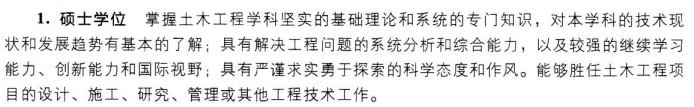 1. 硕士学位 掌握土木工程学科坚实的基础理论和系统的专门知识，对本学科的技术现
状和发展趋势有基本的了解；具有解决工程问题的系统分析和综合能力，以及较强的继续学习
能力、创新能力和国际视野；具有严谨求实勇于探索的科学态度和作风。能够胜任土木工程项
目的设计、施工、研究、管理或其他工程技术工作。